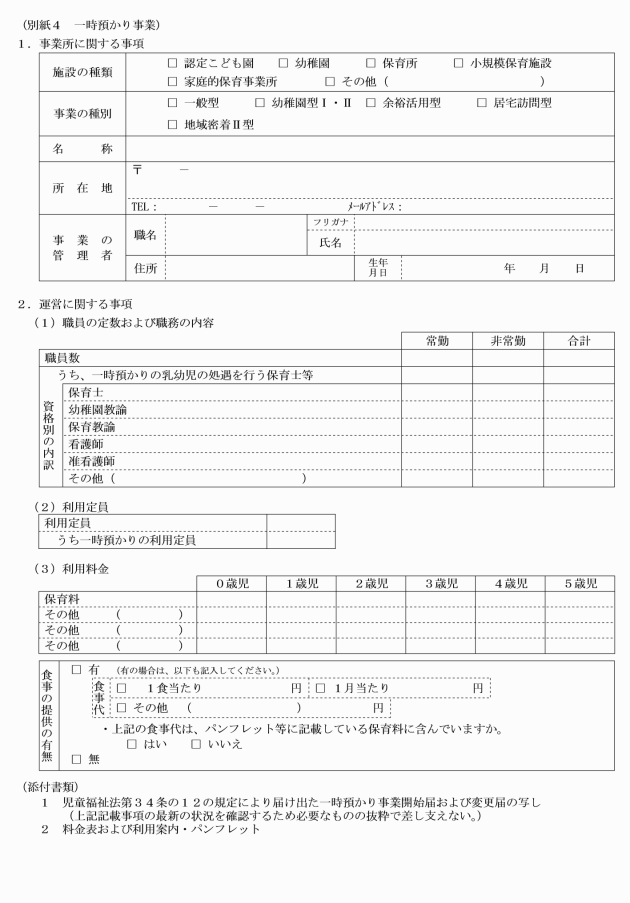 （別紙４　一時預かり事業）
１．事業所に関する事項
施設の種類
□ 認定こども園　□ 幼稚園　□ 保育所　□ 小規模保育施設
□ 家庭的保育事業所　□ その他（　　　　　　　　　　　　）
事業の種別
□ 一般型　□ 幼稚園型Ⅰ・Ⅱ　□ 余裕活用型　□ 居宅訪問型
□ 地域密着Ⅱ型
名　　称
所　在　地
〒　　－
TEL：　　　－　　－　　　ﾒｰﾙｱﾄﾞﾚｽ：
事　業　の
管　理　者
職名
フリガナ
氏名
住所
生年
月日
年　　月　　日
２．運営に関する事項
（１）職員の定数および職務の内容
常勤　非常勤　合計
職員数
うち、一時預かりの乳幼児の処遇を行う保育士等
資格別の内訳
保育士
幼稚園教諭
保育教諭
看護師
准看護師
その他（　　　　　　　　　　　　　　　）
（２）利用定員
利用定員
うち一時預かりの利用定員
（３）利用料金
０歳児　１歳児　２歳児　３歳児　４歳児　５歳児
保育料
その他　　（　　　　　）
その他　　（　　　　　）
その他　　（　　　　　）
食事の提供の有無
□ 有　（有の場合は、以下も記入してください。）
食事代
□　１食当たり　　　　　　　円　□ １月当たり　　　　　　　円
□ その他　（　　　　　　　　　　　）　　　　円
・上記の食事代は、パンフレット等に記載している保育料に含んでいますか。
□ はい　　□ いいえ
□ 無
（添付書類）
１　児童福祉法第３４条の１２の規定により届け出た一時預かり事業開始届および変更届の写し
（上記記載事項の最新の状況を確認するため必要なものの抜粋で差し支えない。）
２　料金表および利用案内・パンフレット